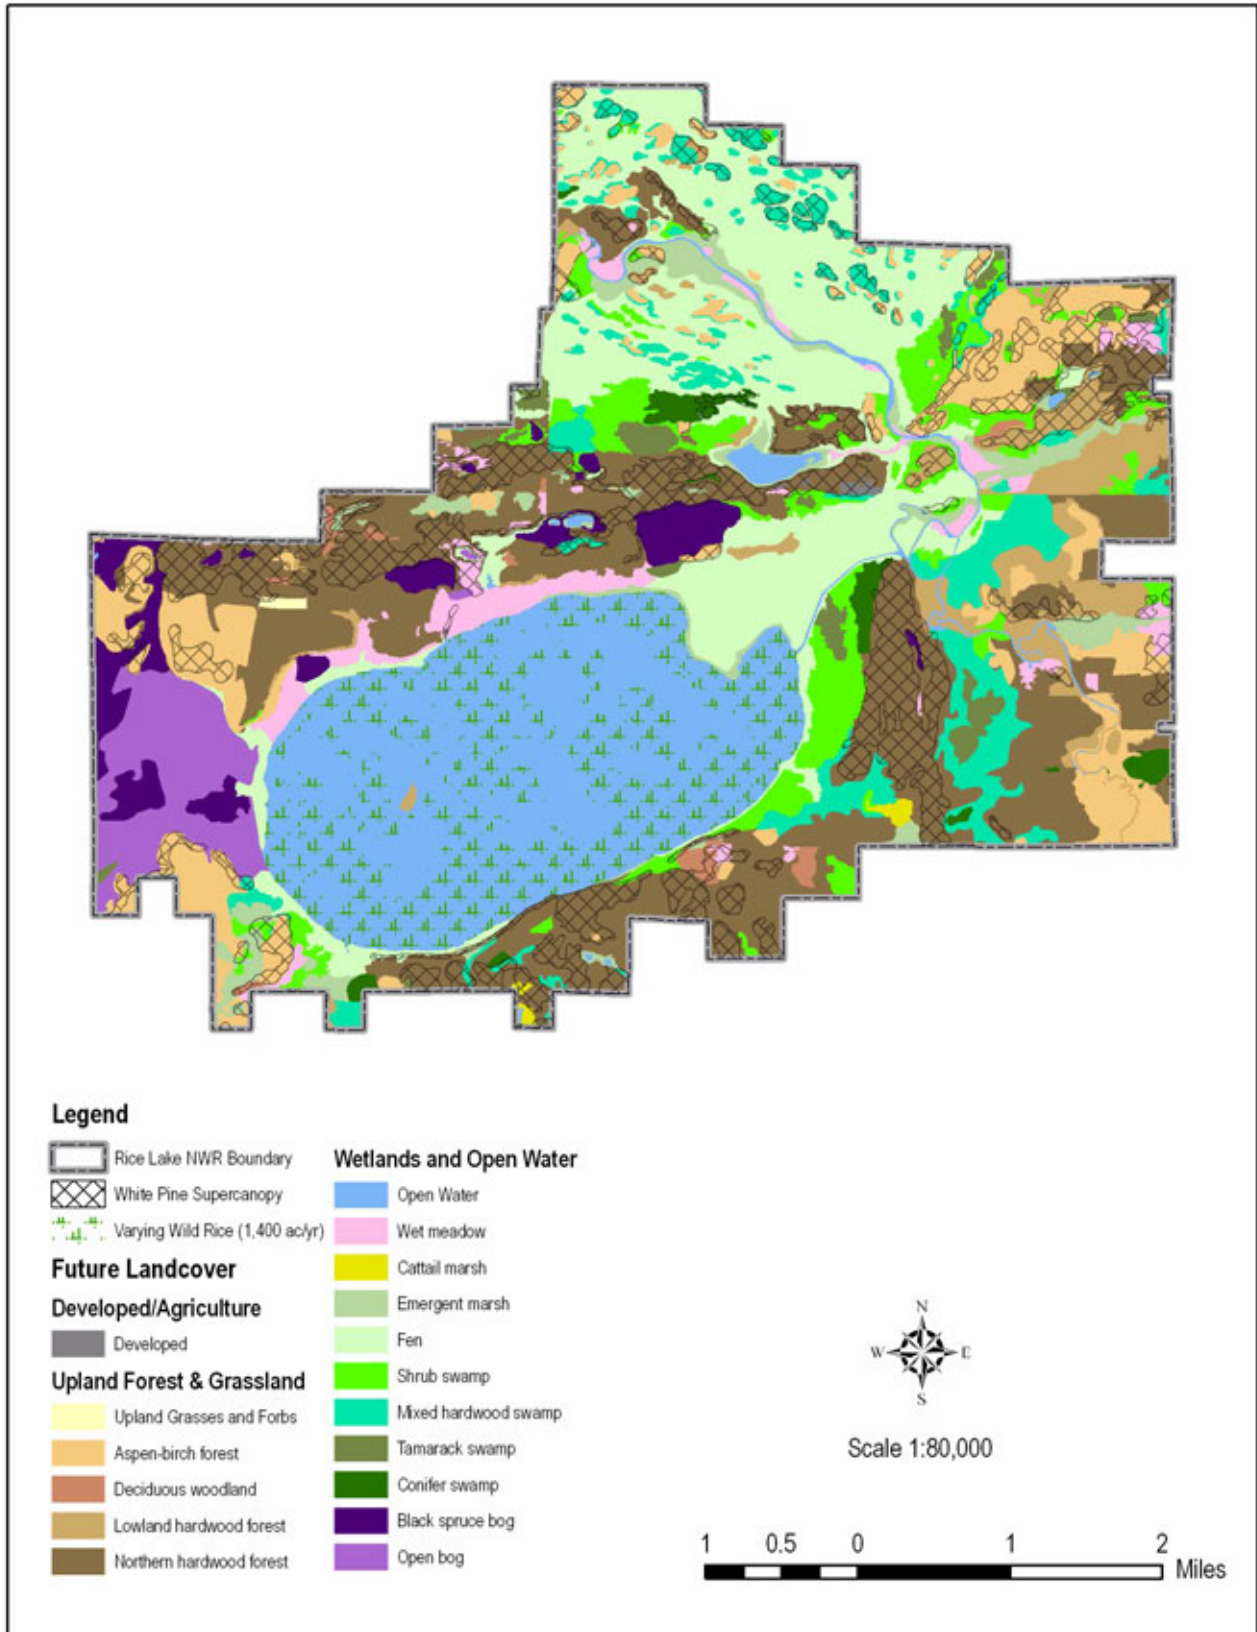 Legend
Rice Lake NWR Boundary
White Pine Supercanopy
Varying Wild Rice (1,400 ac/yr)
Future Landcover
Developed/Agriculture
Developed
Upland Forest & Grassland
Upland Grasses and Forbs
Aspen-birch forest
Deciduous woodland
Lowland hardwood forest
Northern hardwood forest
Wetlands and Open Water
Open Water
Wet meadow
Cattail marsh
Emergent marsh
Fen
Shrub swamp
Mixed hardwood swamp
Tamarack swamp
Conifer swamp
Black spruce bog
Open bog
N
W E
S
Scale 1:80,000
1 0.5 0 1 2
Miles